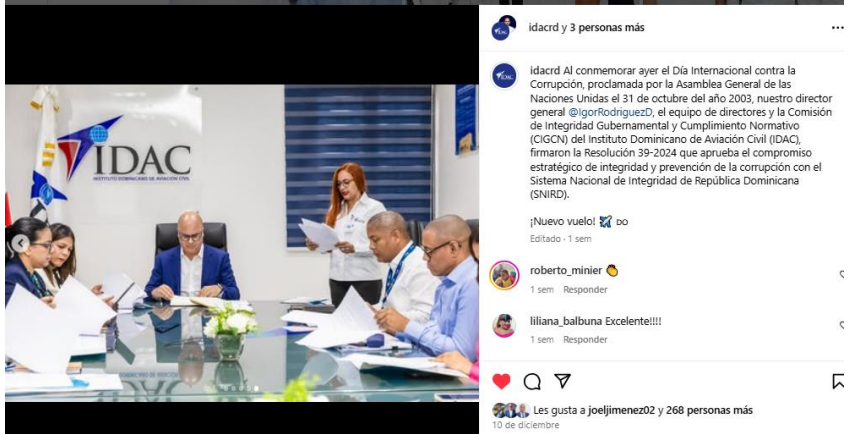 idacrd y 3 personas más
idacrd Al conmemorar ayer el Día Internacional contra la
Corrupción, proclamada por la Asamblea General de las
Naciones Unidas el 31 de octubre del año 2003, nuestro director
general @IgorRodriguezD, el equipo de directores y la Comisión
de Integridad Gubernamental y Cumplimiento Normativo
(CIGCN) del Instituto Dominicano de Aviación Civil (IDAC),
firmaron la Resolución 39-2024 que aprueba el compromiso
estratégico de integridad y prevención de la corrupción con el
Sistema Nacional de Integridad de República Dominicana
(SNIRD).
¡Nuevo vuelo! ✈️ DO
Editado · 1 sem
roberto_minier 👏
1 sem Responder
liliana_balbuna Excelente!!!!
1 sem Responder
Les gusta a joeljimenez02 y 268 personas más
10 de diciembre
IDAC
INSTITUTO DOMINICANO DE AVIACIÓN CIVIL